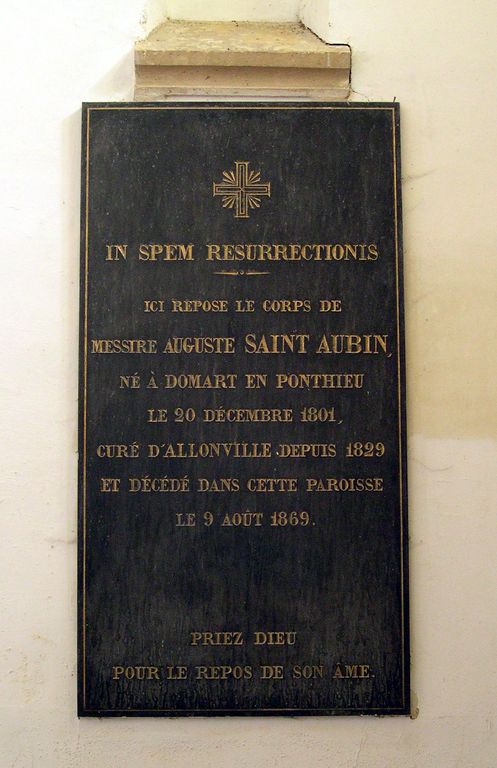 IN SPEM RESURRECTIONIS
ICI REPOSE LE CORPS DE
MESSIRE AUGUSTE SAINT AUBIN,
NÉ À DOMART EN PONTHIEU
LE 20 DÉCEMBRE 1801,
CURÉ D'ALLONVILLE DEPUIS 1829
ET DÉCÉDÉ DANS CETTE PAROISSE
LE 9 AOÛT 1869.
PRIEZ DIEU
POUR LE REPOS DE SON ÂME.